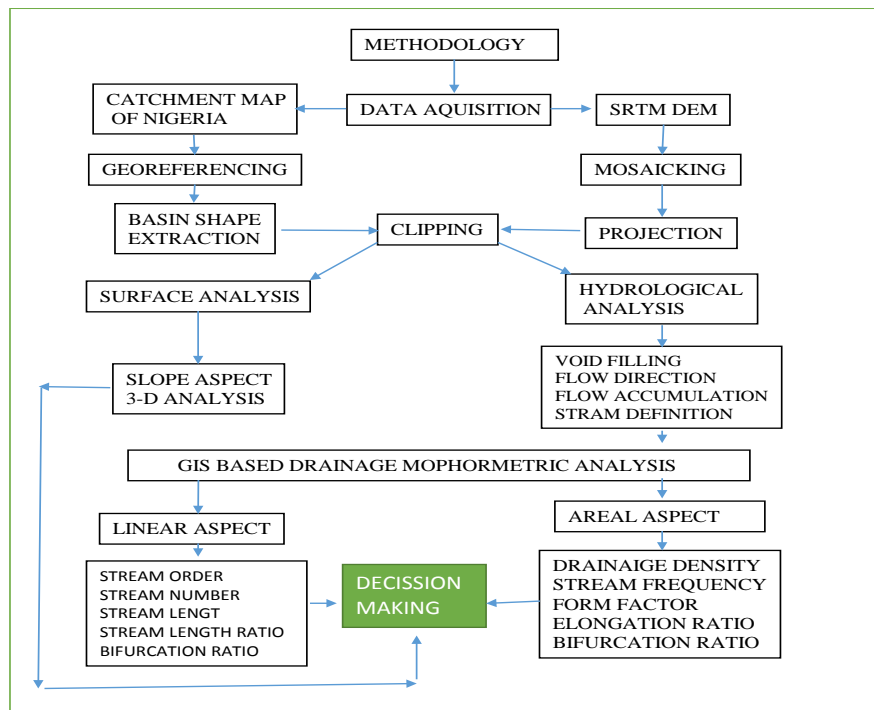 METHODOLOGY
CATCHMENT MAP
OF NIGERIA
DATA AQUISITION
SRTM DEM
GEOREFERENCING
MOSAICKING
BASIN SHAPE
EXTRACTION
CLIPPING
PROJECTION
SURFACE ANALYSIS
HYDROLOGICAL
ANALYSIS
SLOPE ASPECT
3-D ANALYSIS
VOID FILLING
FLOW DIRECTION
FLOW ACCUMULATION
STRAM DEFINITION
GIS BASED DRAINAGE MOPHORMETRIC ANALYSIS
LINEAR ASPECT
AREAL ASPECT
STREAM ORDER
STREAM NUMBER
STREAM LENGT
STREAM LENGTH RATIO
BIFURCATION RATIO
DECISSION
MAKING
DRAINAIGE DENSITY
STREAM FREQUENCY
FORM FACTOR
ELONGATION RATIO
BIFURCATION RATIO